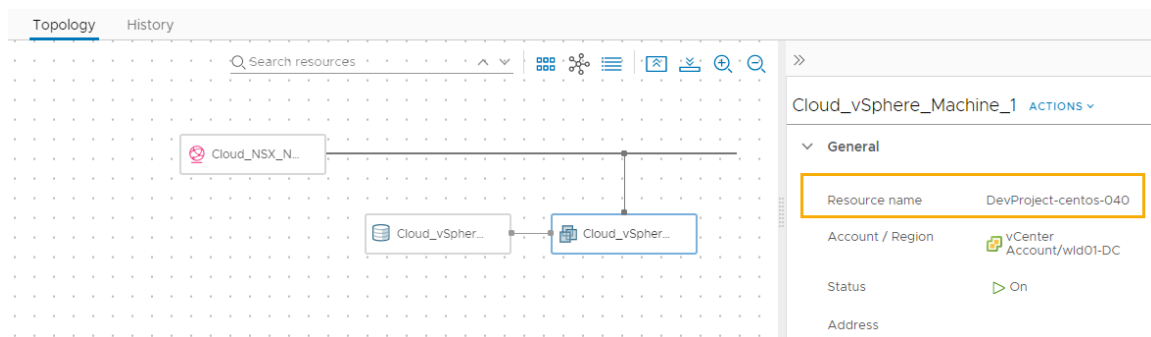 Topology History
Search resources
Cloud_NSX_N...
Cloud_vSpher...
Cloud_vSpher...
Cloud_vSphere_Machine_1 ACTIONS
General
Resource name DevProject-centos-040
Account / Region vCenter
Account/wld01-DC
Status On
Address